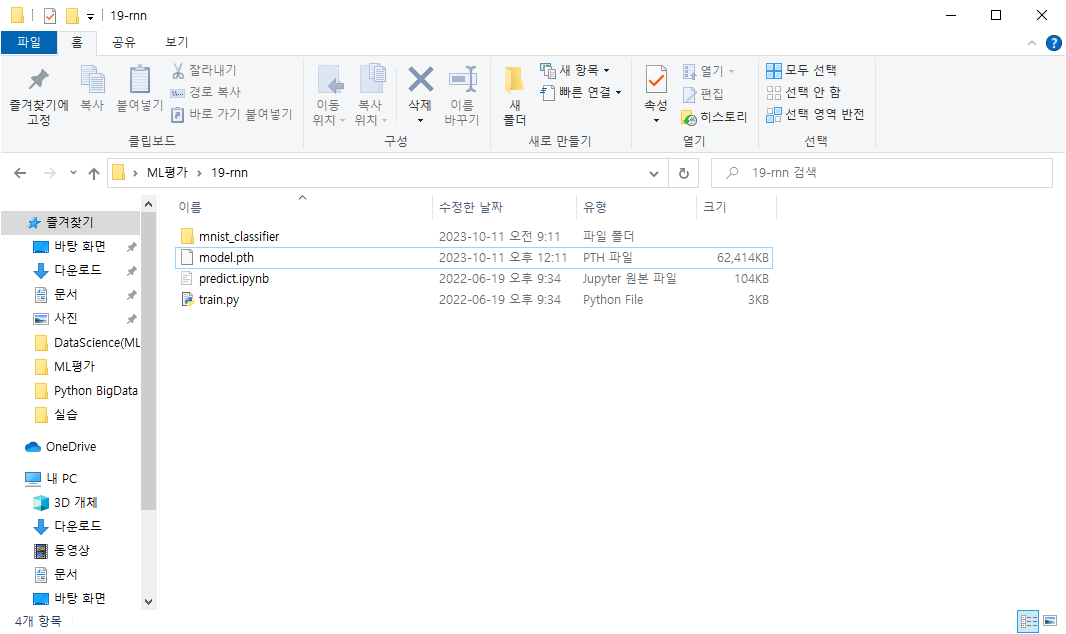 19-rnn
파일 홈 공유 보기
즐겨찾기에 고정
복사
붙여넣기
잘라내기
경로 복사
바로 가기 붙여넣기
클립보드
이동 위치
복사 위치
삭제
이름 바꾸기
구성
새 폴더
새 항목
빠른 연결
새로 만들기
속성
열기
편집
히스토리
열기
모두 선택
선택 안 함
선택 영역 반전
선택
ML평가 › 19-rnn
19-rnn 검색
이름 수정한 날짜 유형 크기
mnist_classifier 2023-10-11 오전 9:11 파일 폴더
model.pth 2023-10-11 오후 12:11 PTH 파일 62,414KB
predict.ipynb 2022-06-19 오후 9:34 Jupyter 원본 파일 104KB
train.py 2022-06-19 오후 9:34 Python File 3KB
즐겨찾기
바탕 화면
다운로드
문서
사진
DataScience(ML
ML평가
Python BigData
실습
OneDrive
내 PC
3D 개체
다운로드
동영상
문서
바탕 화면
4개 항목